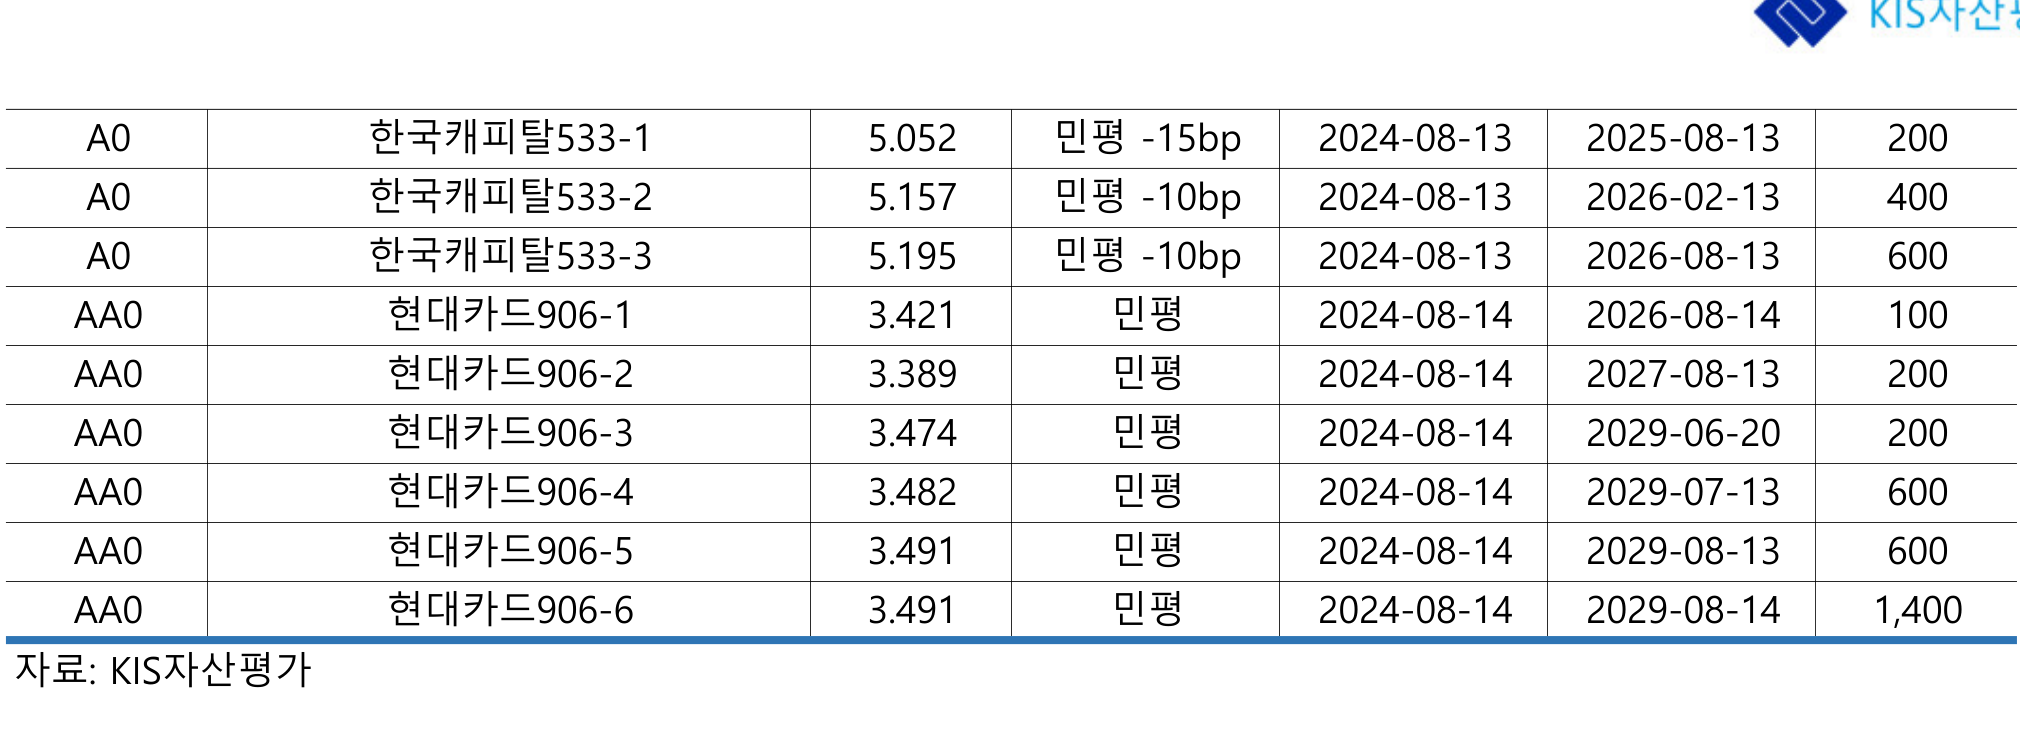 KIS자산평
A0 한국캐피탈533-1 5.052 민평 -15bp 2024-08-13 2025-08-13 200
A0 한국캐피탈533-2 5.157 민평 -10bp 2024-08-13 2026-02-13 400
A0 한국캐피탈533-3 5.195 민평 -10bp 2024-08-13 2026-08-13 600
AA0 현대카드906-1 3.421 민평 2024-08-14 2026-08-14 100
AA0 현대카드906-2 3.389 민평 2024-08-14 2027-08-13 200
AA0 현대카드906-3 3.474 민평 2024-08-14 2029-06-20 200
AA0 현대카드906-4 3.482 민평 2024-08-14 2029-07-13 600
AA0 현대카드906-5 3.491 민평 2024-08-14 2029-08-13 600
AA0 현대카드906-6 3.491 민평 2024-08-14 2029-08-14 1,400
자료: KIS자산평가